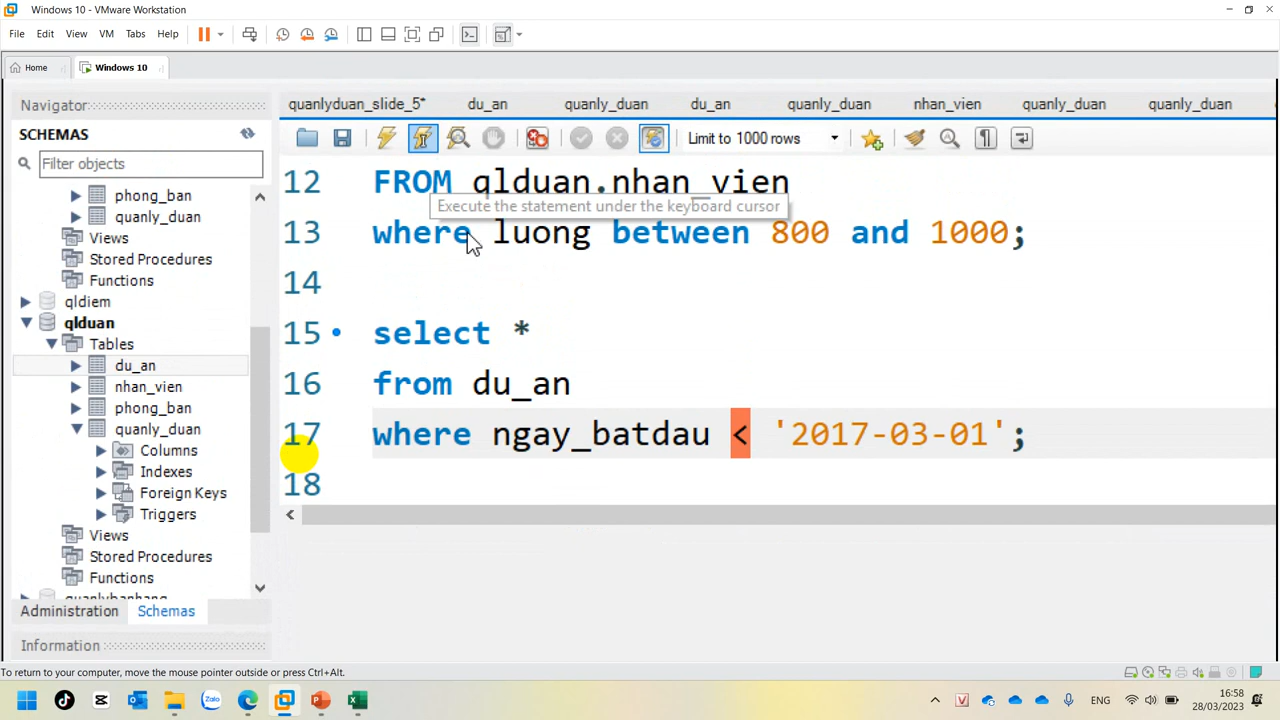 Windows 10 - VMware Workstation
File Edit View VM Tabs Help
Home Windows 10
Navigator quanlyduan_slide_5* du_an quanly_duan du_an quanly_duan nhan_vien quanly_duan quanly_duan
SCHEMAS Limit to 1000 rows
Filter objects
phong_ban
quanly_duan
Views
Stored Procedures
Functions
qldiem
qlduan
Tables
du_an
nhan_vien
phong_ban
quanly_duan
Columns
Indexes
Foreign Keys
Triggers
Views
Stored Procedures
Functions
quanlybanhang
Administration Schemas
Information
12 FROM qlduan.nhan_vien
Execute the statement under the keyboard cursor
13 where luong between 800 and 1000;
14
15 select *
16 from du_an
17 where ngay_batdau < '2017-03-01';
18
To return to your computer, move the mouse pointer outside or press Ctrl+Alt.
Zalo ENG 16:58
28/03/2023